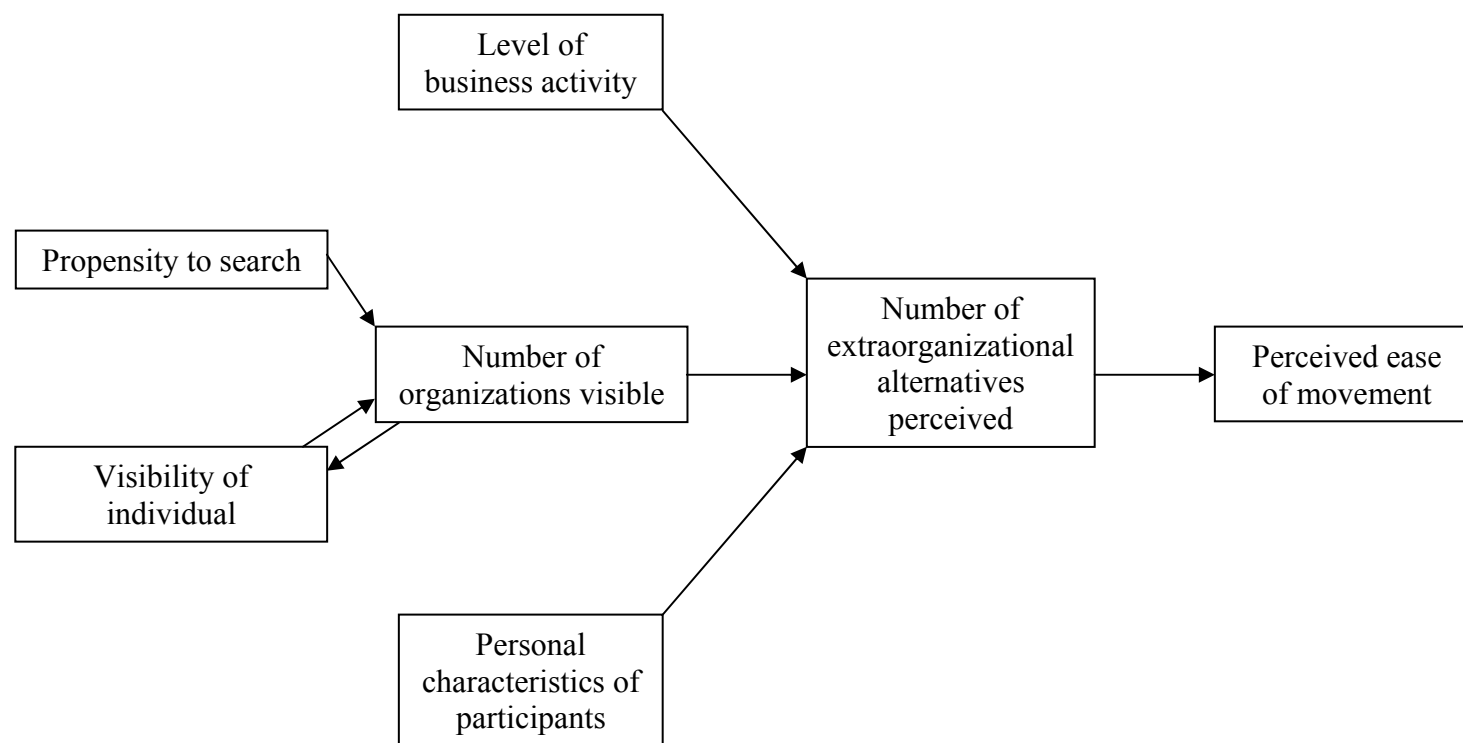 Level of
business activity
Propensity to search
Number of
organizations visible
Visibility of
individual
Number of
extraorganizational
alternatives
perceived
Perceived ease
of movement
Personal
characteristics of
participants